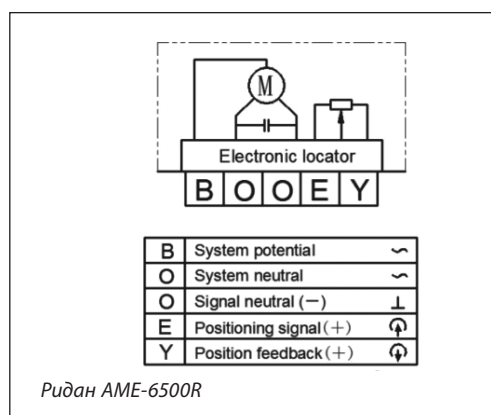 M
Electronic locator
B O O E Y
B System potential ∽
O System neutral ∽
O Signal neutral (−) ⊥
E Positioning signal(+)
Y Position feedback(+)
Ридан AME-6500R